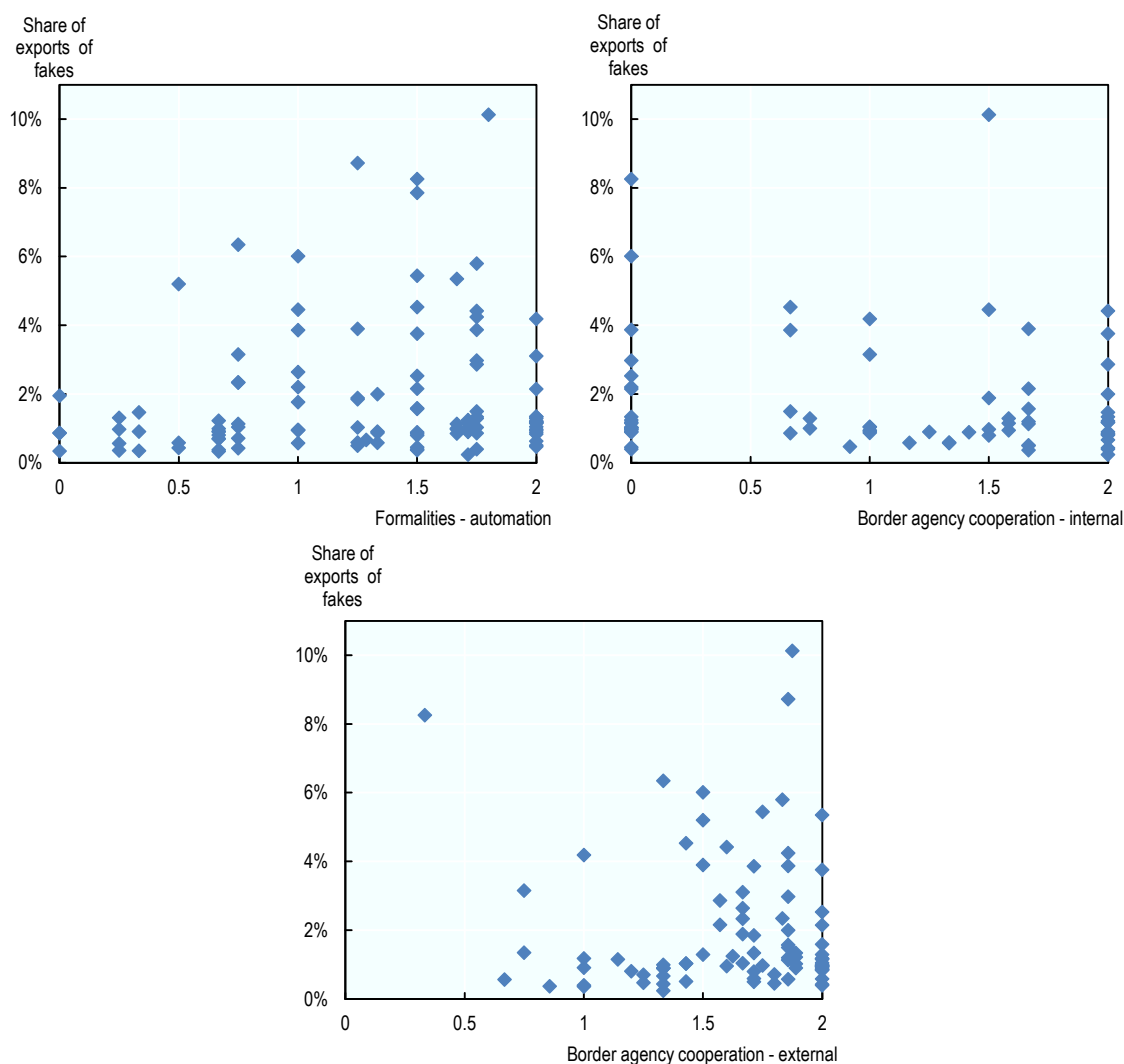 Share of
exports of
fakes
10%
8%
6%
4%
2%
0%
0 0.5 1 1.5 2
Formalities - automation
Share of
exports of
fakes
10%
8%
6%
4%
2%
0%
0 0.5 1 1.5 2
Border agency cooperation - internal
Share of
exports of
fakes
10%
8%
6%
4%
2%
0%
0 0.5 1 1.5 2
Border agency cooperation - external